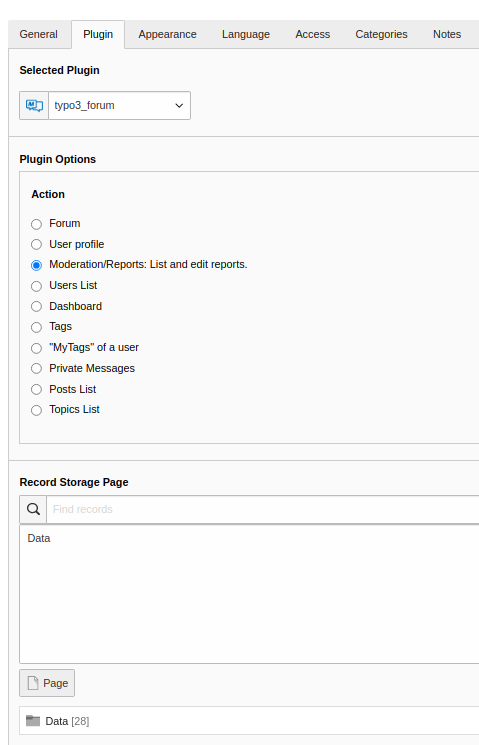 General Plugin Appearance Language Access Categories Notes
Selected Plugin
typo3_forum
Plugin Options
Action
Forum
User profile
Moderation/Reports: List and edit reports.
Users List
Dashboard
Tags
"MyTags" of a user
Private Messages
Posts List
Topics List
Record Storage Page
Find records
Data
Page
Data [28]